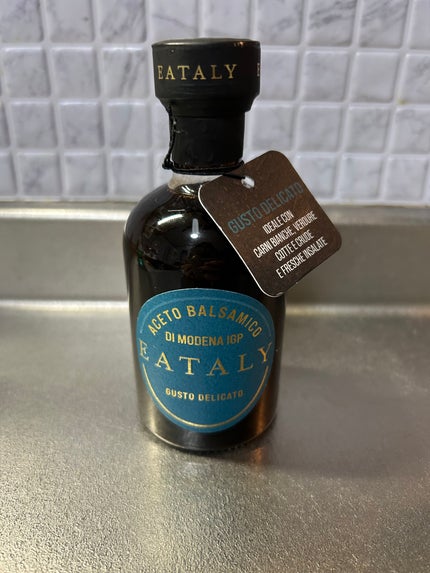 EATALY
GUSTO DELICATO
IDEALE CON
CARNI BIANCHE, VERDURE
COTTE E CRUDE
E FRESCHE INSALATE
ACETO BALSAMICO
DI MODENA IGP
EATALY
GUSTO DELICATO